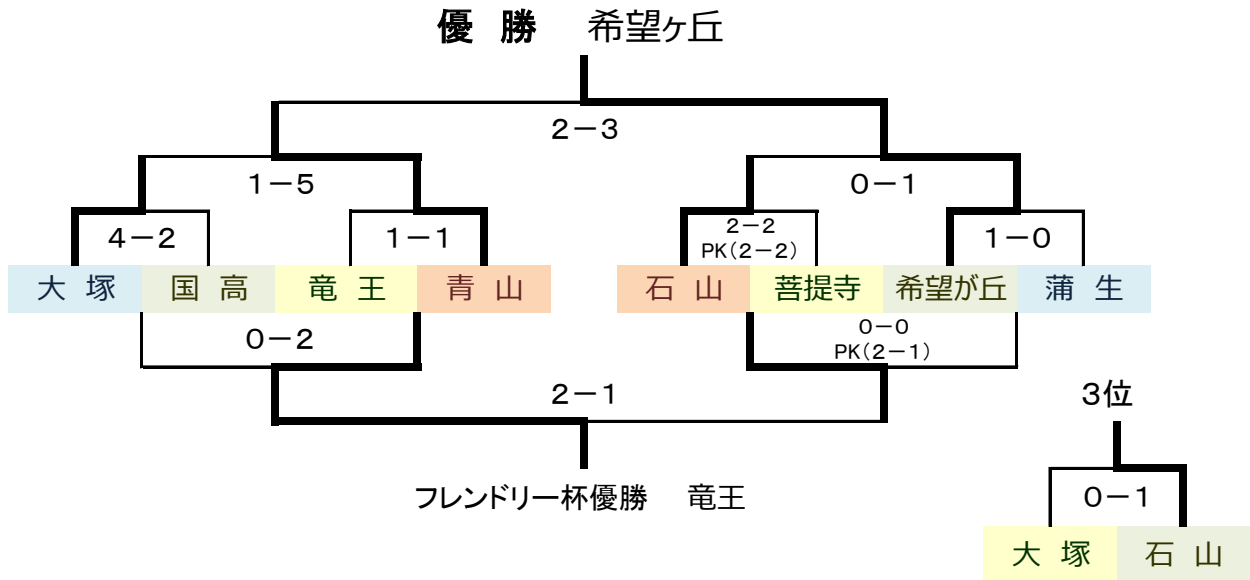 優 勝 希望ヶ丘
2－3
1－5 0－1
4－2 1－1 2－2 1－0
PK(2－2)
大 塚 国 高 竜 王 青 山 石 山 菩提寺 希望が丘 蒲 生
0－2 0－0
PK(2－1)
2－1
3位
フレンドリー杯優勝 竜王
0－1
大 塚 石 山